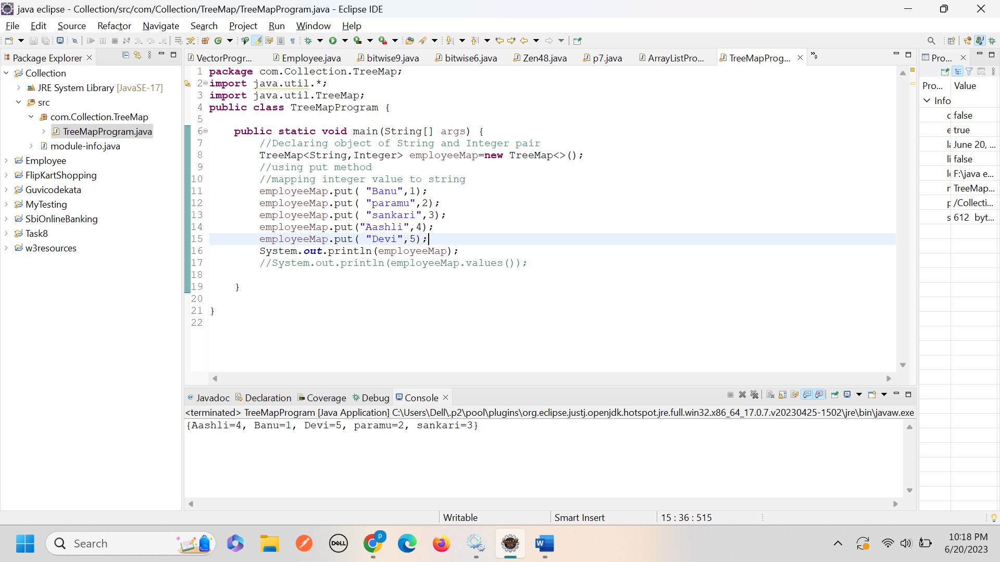 java eclipse - Collection/src/com/Collection/TreeMap/TreeMapProgram.java - Eclipse IDE
File Edit Source Refactor Navigate Search Project Run Window Help
Package Explorer
Collection
JRE System Library [JavaSE-17]
src
com.Collection.TreeMap
TreeMapProgram.java
module-info.java
Employee
FlipKartShopping
Guvicodekata
MyTesting
SbiOnlineBanking
Task8
w3resources
VectorProgr... Employee.java bitwise9.java bitwise6.java Zen48.java p7.java ArrayListPro... TreeMapProg... »9
1 package com.Collection.TreeMap;
2 import java.util.*;
3 import java.util.TreeMap;
4 public class TreeMapProgram {
5
6 public static void main(String[] args) {
7 //Declaring object of String and Integer pair
8 TreeMap<String,Integer> employeeMap=new TreeMap<>();
9 //using put method
10 //mapping integer value to string
11 employeeMap.put( "Banu",1);
12 employeeMap.put( "paramu",2);
13 employeeMap.put( "sankari",3);
14 employeeMap.put("Aashli",4);
15 employeeMap.put( "Devi",5);
16 System.out.println(employeeMap);
17 //System.out.println(employeeMap.values());
18
19 }
20
21 }
22
Pro...
Pro... Value
Info
false
e true
June 20, ...
li false
F:\java e...
TreeMap...
p /Collecti...
s 612 byt...
@ Javadoc Declaration Coverage Debug Console
<terminated> TreeMapProgram [Java Application] C:\Users\Dell\.p2\pool\plugins\org.eclipse.justj.openjdk.hotspot.jre.full.win32.x86_64_17.0.7.v20230425-1502\jre\bin\javaw.exe
{Aashli=4, Banu=1, Devi=5, paramu=2, sankari=3}
Writable Smart Insert 15 : 36 : 515
Search
DELL
P
Java EE
IDE
W
10:18 PM
6/20/2023